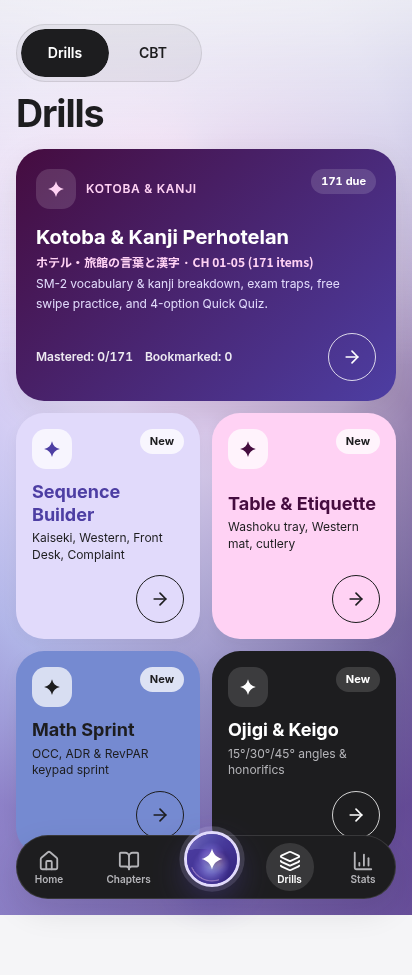 Drills
CBT
Drills
KOTOBA & KANJI
171 due
Kotoba & Kanji Perhotelan
ホテル・旅館の言葉と漢字 · CH 01-05 (171 items)
SM-2 vocabulary & kanji breakdown, exam traps, free
swipe practice, and 4-option Quick Quiz.
Mastered: 0/171
Bookmarked: 0
New
Sequence
Builder
Kaiseki, Western, Front
Desk, Complaint
New
Table & Etiquette
Washoku tray, Western
mat, cutlery
New
Math Sprint
OCC, ADR & RevPAR
keypad sprint
New
Ojigi & Keigo
15°/30°/45° angles &
honorifics
Home
Chapters
Drills
Stats